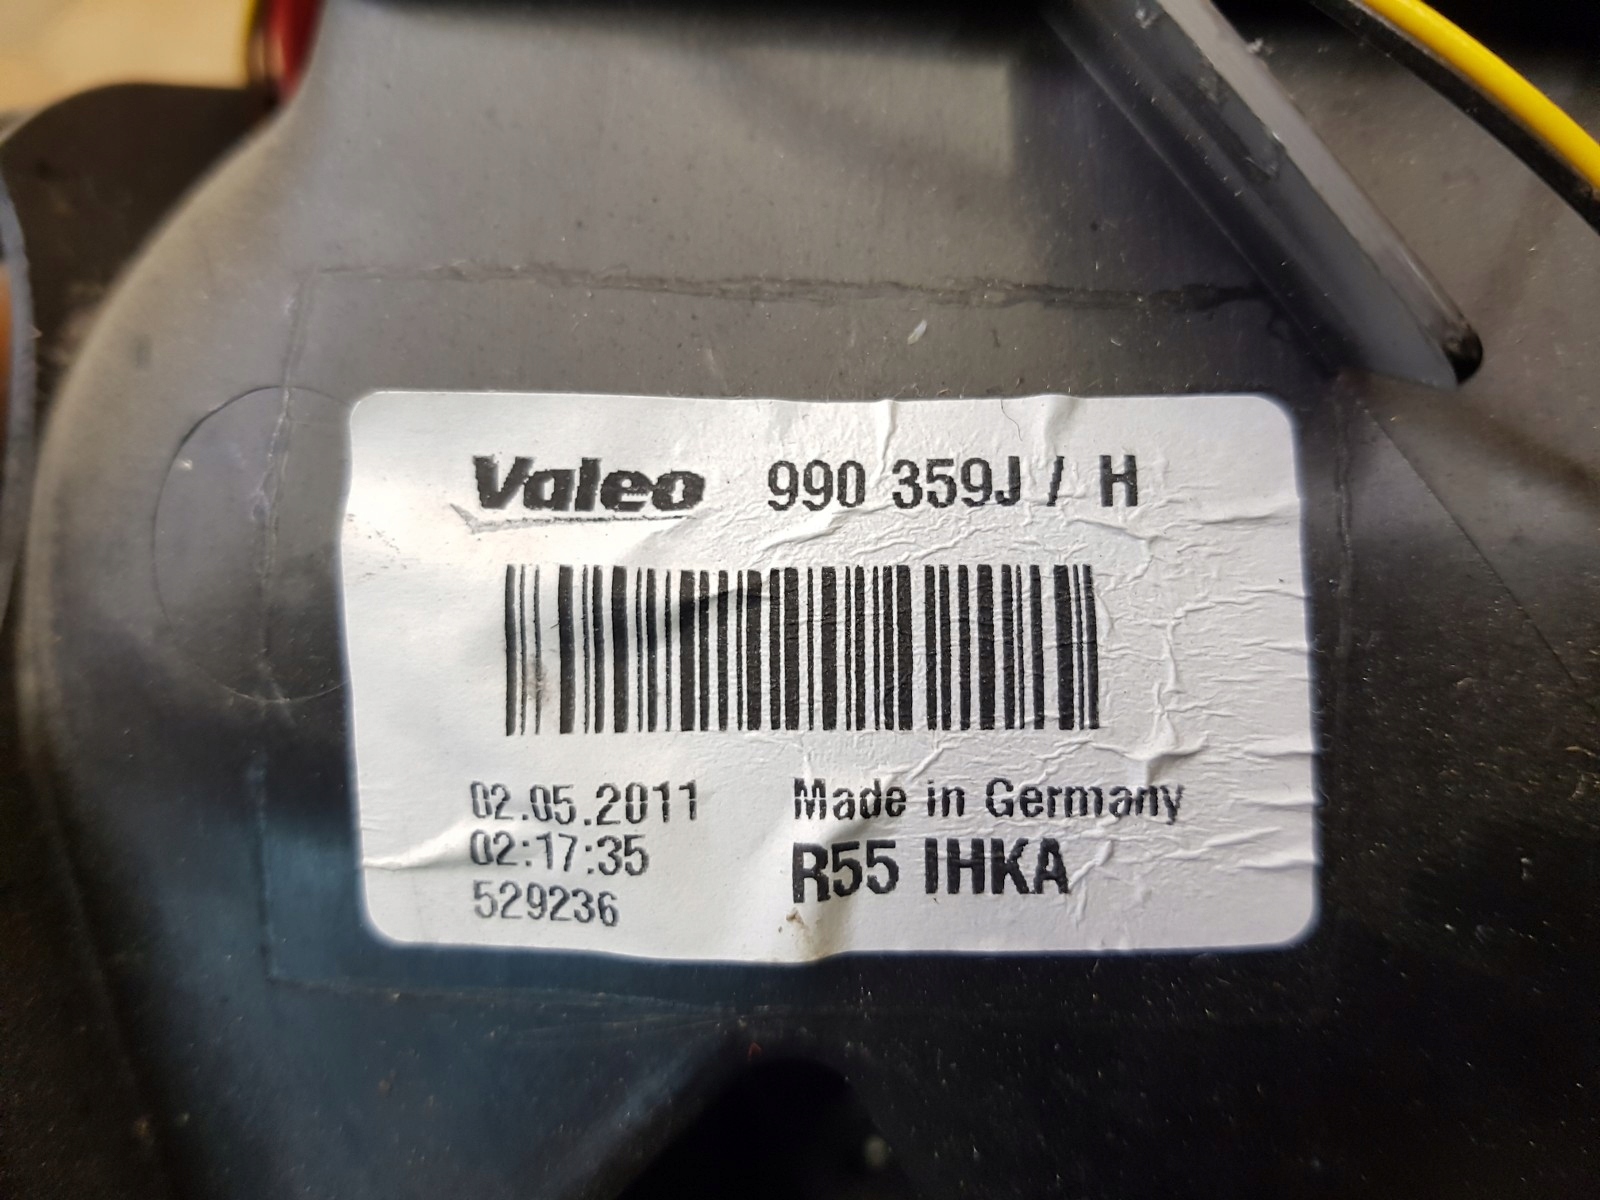 Valeo 990 359J / H
02.05.2011 Made in Germany
02:17:35 R55 IHKA
529236